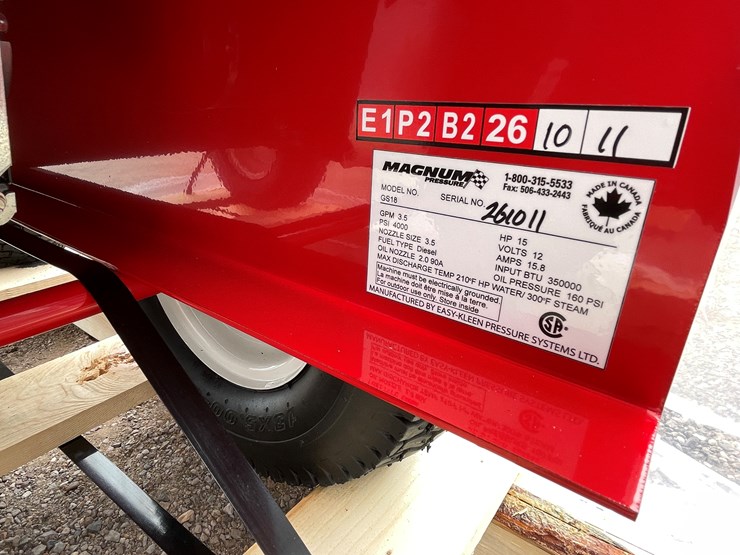 E1 P2 B2 26 10 11
MAGNUM
PRESSURE
1-800-315-5533
Fax: 506-433-2443
MODEL NO.
GS18
SERIAL NO. 261011
MADE IN CANADA
FABRIQUÉ AU CANADA
GPM 3.5
PSI 4000
NOZZLE SIZE 3.5
FUEL TYPE Diesel
OIL NOZZLE 2.0 90A
HP 15
VOLTS 12
AMPS 15.8
INPUT BTU 350000
OIL PRESSURE 160 PSI
MAX DISCHARGE TEMP 210°F HP WATER/ 300°F STEAM
Machine must be electrically grounded.
La machine doit être mise à la terre.
For outdoor use only. Store inside
MANUFACTURED BY EASY-KLEEN PRESSURE SYSTEMS LTD.